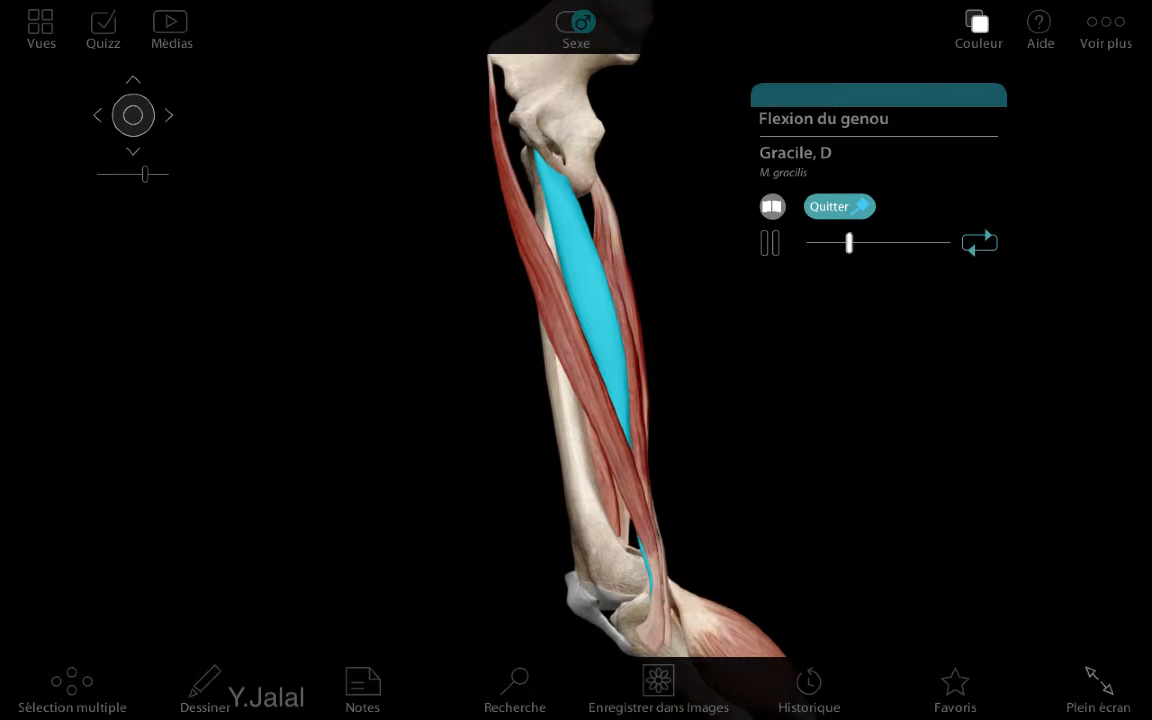 Vues
Quizz
Médias
Sexe
Couleur
Aide
Voir plus
Flexion du genou
Gracile, D
M. gracilis
Quitter
Sélection multiple
Dessiner
Y.Jalal
Notes
Recherche
Enregistrer dans Images
Historique
Favoris
Plein écran